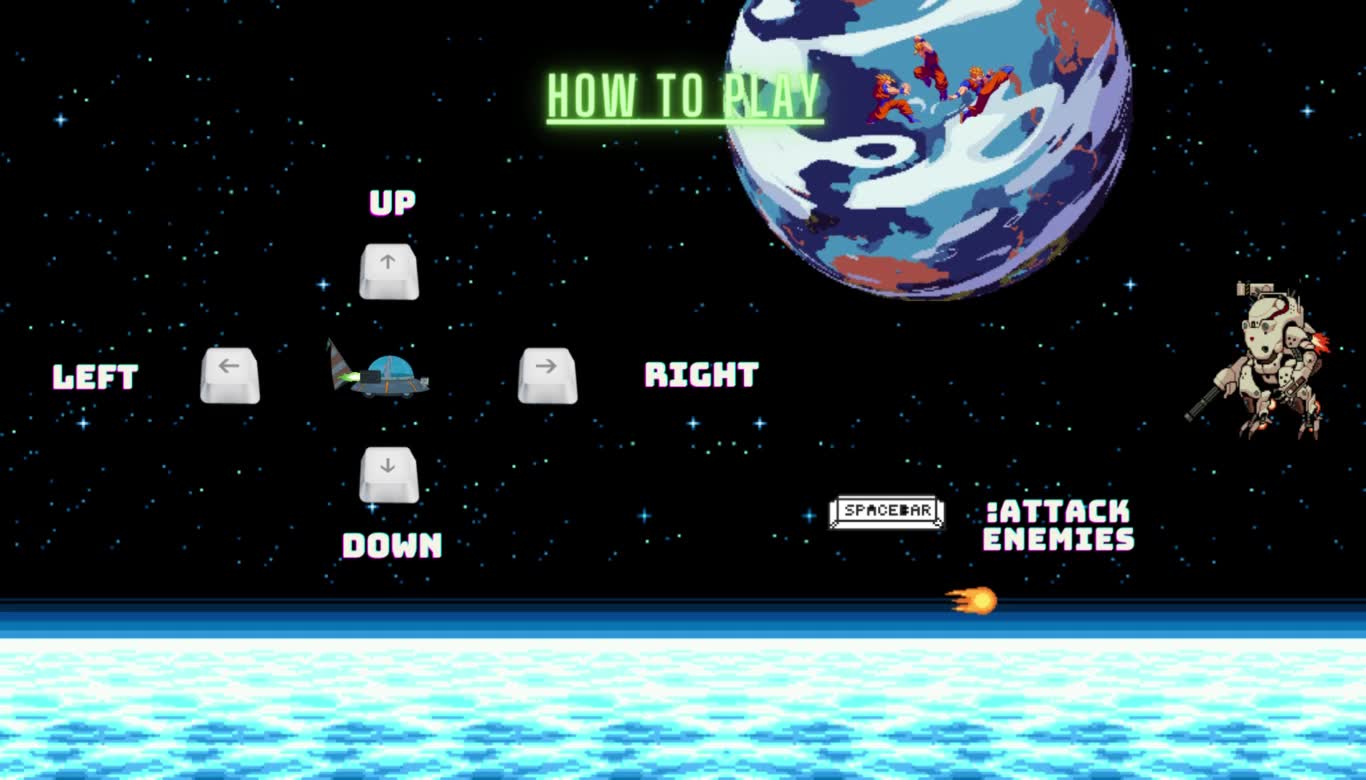 HOW TO PLAY
UP
↑
LEFT
←
→
RIGHT
↓
DOWN
SPACEBAR
:ATTACK
ENEMIES